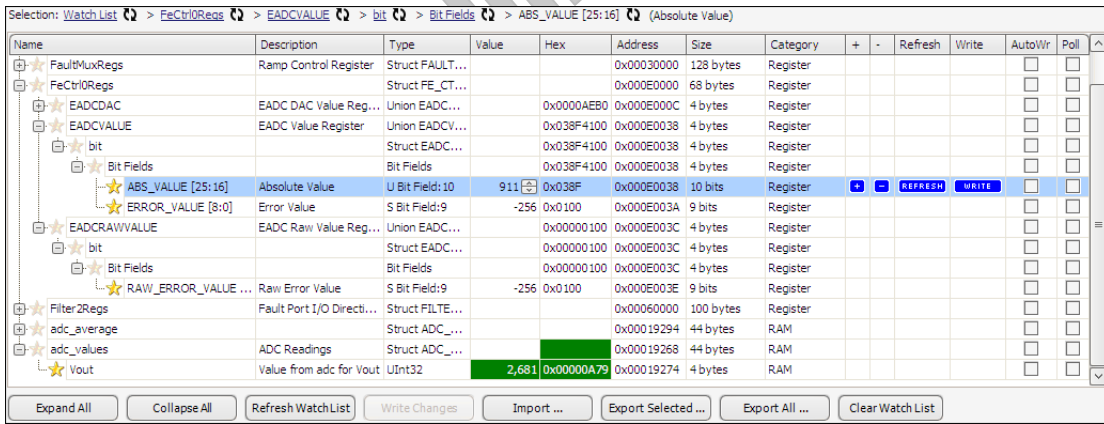 Selection: Watch List > FeCtrl0Regs > EADCVALUE > bit > Bit Fields > ABS_VALUE [25:16] (Absolute Value)
Name Description Type Value Hex Address Size Category + - Refresh Write AutoWr Poll
FaultMuxRegs Ramp Control Register Struct FAULT... 0x00030000 128 bytes Register
FeCtrl0Regs Struct FE_CT... 0x000E0000 68 bytes Register
EADCDAC EADC DAC Value Reg... Union EADC... 0x0000AEB0 0x000E000C 4 bytes Register
EADCVALUE EADC Value Register Union EADCV... 0x038F4100 0x000E0038 4 bytes Register
bit Struct EADC... 0x038F4100 0x000E0038 4 bytes Register
Bit Fields Bit Fields 0x038F4100 0x000E0038 4 bytes Register
ABS_VALUE [25:16] Absolute Value U Bit Field:10 911 0x038F 0x000E0038 10 bits Register + - REFRESH WRITE
ERROR_VALUE [8:0] Error Value S Bit Field:9 -256 0x0100 0x000E003A 9 bits Register
EADCRAWVALUE EADC Raw Value Reg... Union EADC... 0x00000100 0x000E003C 4 bytes Register
bit Struct EADC... 0x00000100 0x000E003C 4 bytes Register
Bit Fields Bit Fields 0x00000100 0x000E003C 4 bytes Register
RAW_ERROR_VALUE ... Raw Error Value S Bit Field:9 -256 0x0100 0x000E003E 9 bits Register
Filter2Regs Fault Port I/O Directi... Struct FILTE... 0x00060000 100 bytes Register
adc_average Struct ADC_... 0x00019294 44 bytes RAM
adc_values ADC Readings Struct ADC_... 0x00019268 44 bytes RAM
Vout Value from adc for Vout UInt32 2,681 0x00000A79 0x00019274 4 bytes RAM
Expand All Collapse All Refresh WatchList Write Changes Import ... Export Selected ... Export All ... Clear Watch List